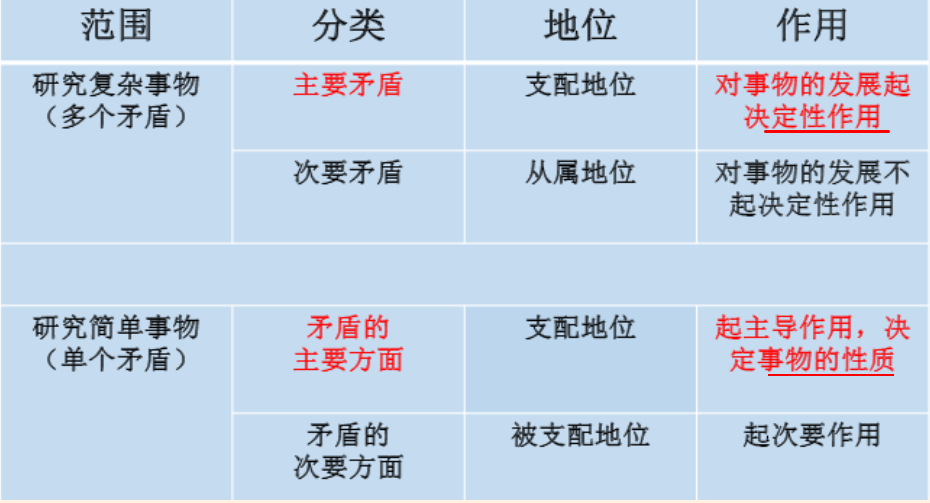 范围 分类 地位 作用
研究复杂事物
（多个矛盾）
主要矛盾
支配地位
对事物的发展起
决定性作用
次要矛盾
从属地位
对事物的发展不
起决定性作用
研究简单事物
（单个矛盾）
矛盾的
主要方面
支配地位
起主导作用，决
定事物的性质
矛盾的
次要方面
被支配地位
起次要作用